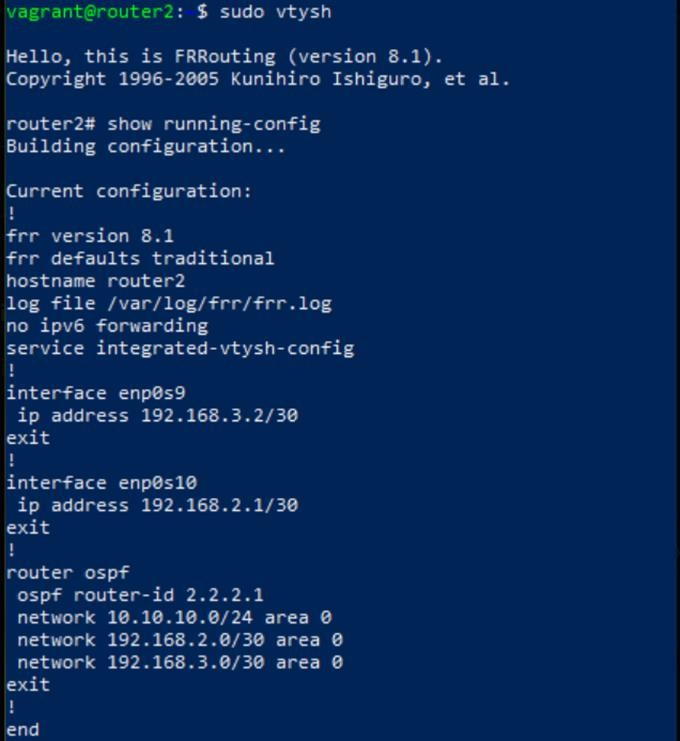 vagrant@router2: $ sudo vtysh
Hello, this is FRRouting (version 8.1).
Copyright 1996-2005 Kunihiro Ishiguro, et al.
router2# show running-config
Building configuration...
Current configuration:
!
frr version 8.1
frr defaults traditional
hostname router2
log file /var/log/frr/frr.log
no ipv6 forwarding
service integrated-vtysh-config
!
interface enp0s9
 ip address 192.168.3.2/30
exit
!
interface enp0s10
 ip address 192.168.2.1/30
exit
!
router ospf
 ospf router-id 2.2.2.1
 network 10.10.10.0/24 area 0
 network 192.168.2.0/30 area 0
 network 192.168.3.0/30 area 0
exit
!
end